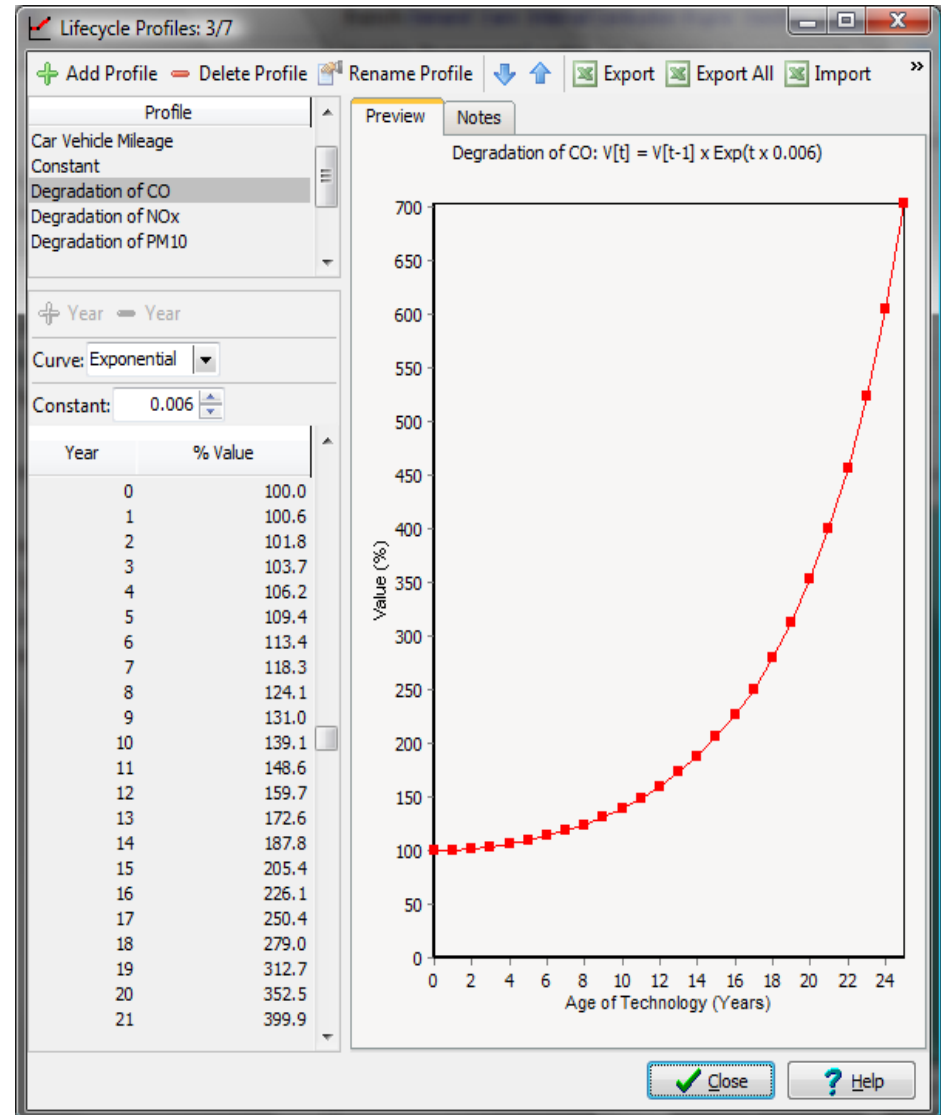 Lifecycle Profiles: 3/7
Add Profile Delete Profile Rename Profile Export Export All Import »
Profile
Car Vehicle Mileage
Constant
Degradation of CO
Degradation of NOx
Degradation of PM10
Year Year
Curve: Exponential
Constant: 0.006
Year % Value
0 100.0
1 100.6
2 101.8
3 103.7
4 106.2
5 109.4
6 113.4
7 118.3
8 124.1
9 131.0
10 139.1
11 148.6
12 159.7
13 172.6
14 187.8
15 205.4
16 226.1
17 250.4
18 279.0
19 312.7
20 352.5
21 399.9
Preview Notes
Degradation of CO: V[t] = V[t-1] x Exp(t x 0.006)
Value (%)
700
650
600
550
500
450
400
350
300
250
200
150
100
50
0
0 2 4 6 8 10 12 14 16 18 20 22 24
Age of Technology (Years)
Close Help